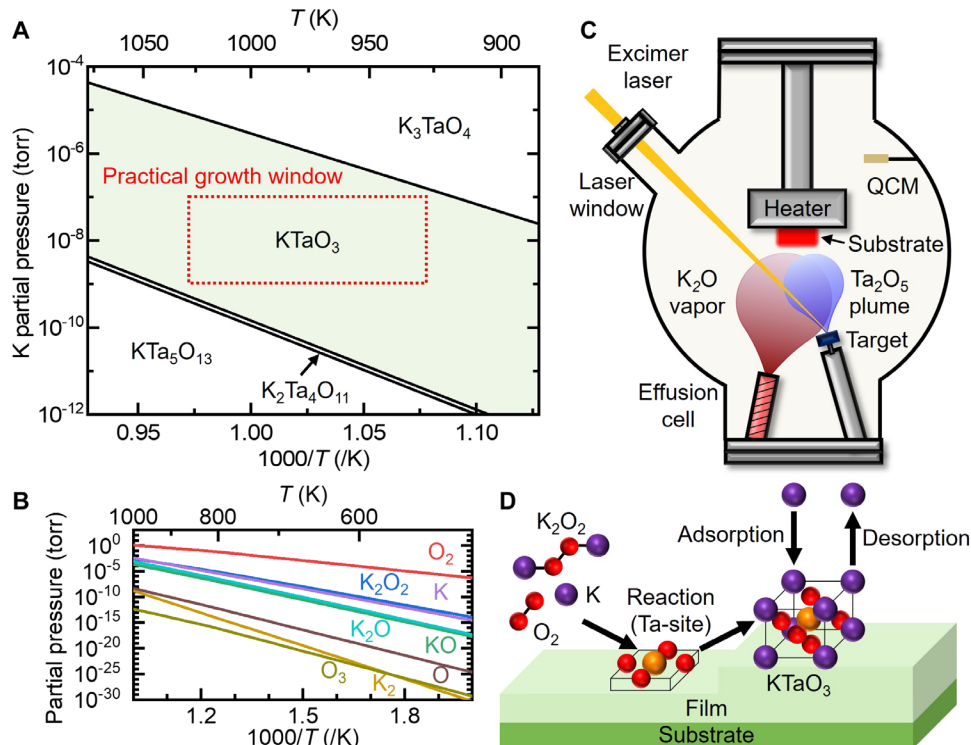 A
T (K)
1050
1000
950
900
K partial pressure (torr)
10⁻⁴
10⁻⁶
10⁻⁸
10⁻¹⁰
10⁻¹²
K₃TaO₄
Practical growth window
KTaO₃
KTa₅O₁₃
K₂Ta₄O₁₁
0.95
1.00
1.05
1.10
1000/T (/K)
B
T (K)
1000
800
600
Partial pressure (torr)
10⁰
10⁻⁵
10⁻¹⁰
10⁻¹⁵
10⁻²⁰
10⁻²⁵
10⁻³⁰
O₂
K₂O₂
K
K₂O
KO
O
O₃
K₂
1.2
1.5
1.8
1000/T (/K)
C
Excimer
laser
Laser
window
QCM
Heater
Substrate
K₂O
vapor
Ta₂O₅
plume
Target
Effusion
cell
D
K₂O₂
K
O₂
Reaction
(Ta-site)
Adsorption
Desorption
KTaO₃
Film
Substrate